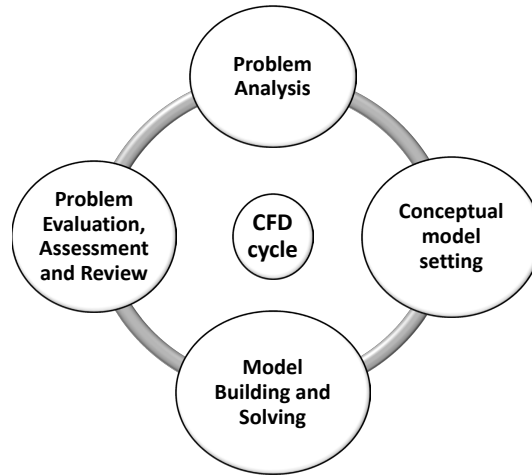 Problem
Analysis
Conceptual
model
setting
Model
Building and
Solving
Problem
Evaluation,
Assessment
and Review
CFD
cycle